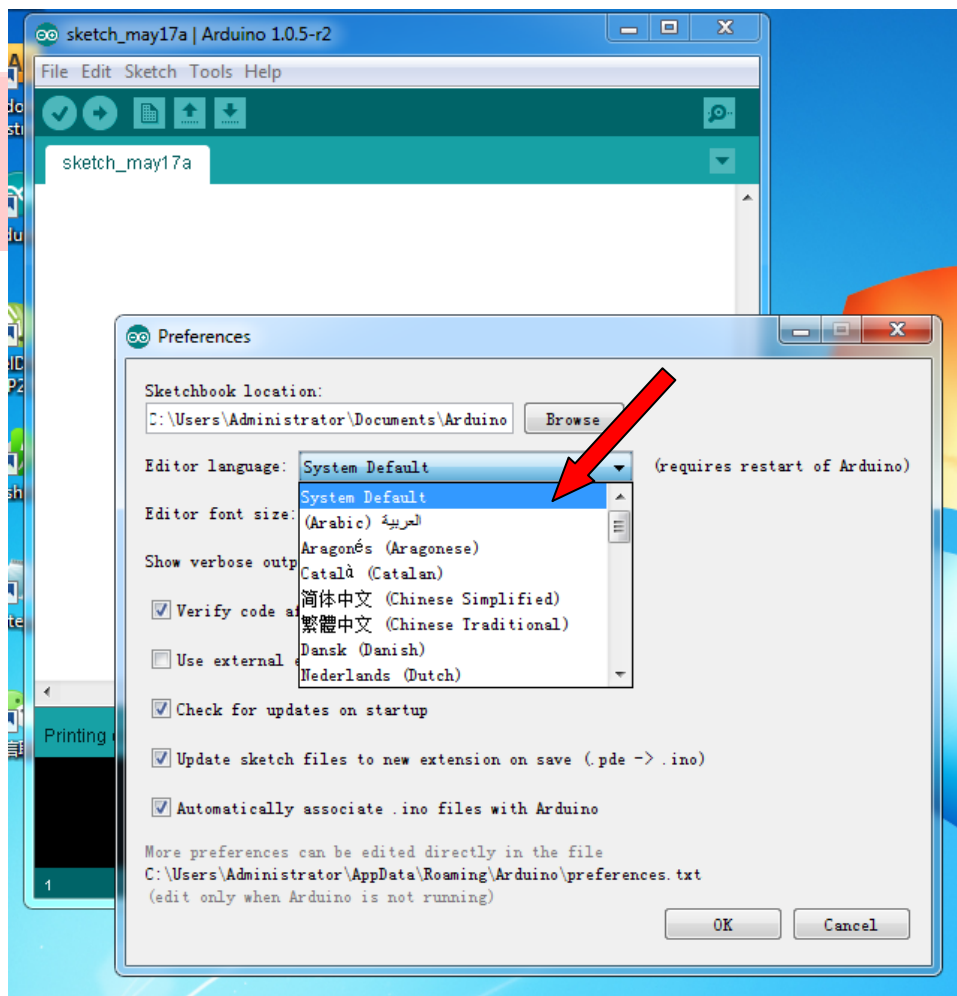 sketch_may17a | Arduino 1.0.5-r2
File Edit Sketch Tools Help
sketch_may17a
Preferences
Sketchbook location:
C:\Users\Administrator\Documents\Arduino Browse
Editor language: System Default (requires restart of Arduino)
System Default
Editor font size: (Arabic) العربية
Aragonés (Aragonese)
Show verbose outp
Català (Catalan)
简体中文 (Chinese Simplified)
Verify code af
繁體中文 (Chinese Traditional)
Dansk (Danish)
Use external e
Nederlands (Dutch)
Check for updates on startup
Printing
Update sketch files to new extension on save (.pde -> .ino)
Automatically associate .ino files with Arduino
More preferences can be edited directly in the file
C:\Users\Administrator\AppData\Roaming\Arduino\preferences.txt
1
(edit only when Arduino is not running)
OK Cancel